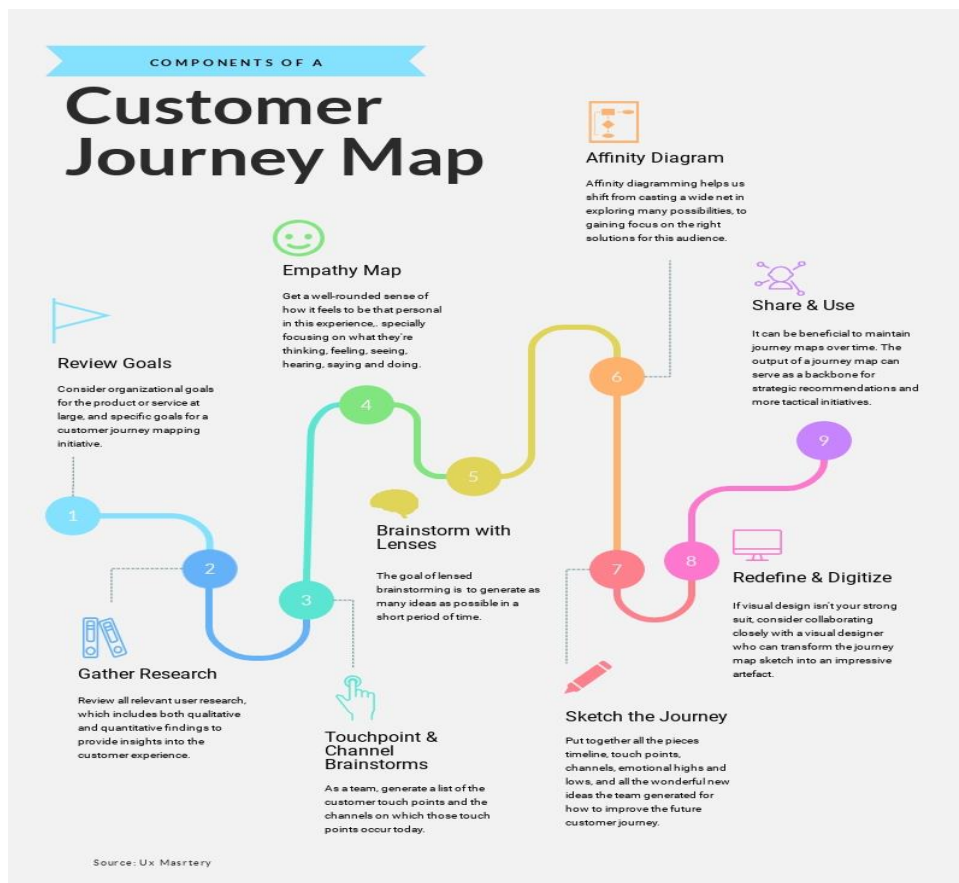 COMPONENTS OF A
Customer
Journey Map
Review Goals
Consider organizational goals
for the product or service at
large, and specific goals for a
customer journey mapping
initiative.
1
2
Gather Research
Review all relevant user research,
which includes both qualitative
and quantitative findings to
provide insights into the
customer experience.
3
Touchpoint &
Channel
Brainstorms
As a team, generate a list of the
customer touch points and the
channels on which those touch
points occur today.
Empathy Map
Get a well-rounded sense of
how it feels to be that personal
in this experience,. specially
focusing on what they're
thinking, feeling, seeing,
hearing, saying and doing.
4
5
Brainstorm with
Lenses
The goal of lensed
brainstorming is to generate as
many ideas as possible in a
short period of time.
Affinity Diagram
Affinity diagramming helps us
shift from casting a wide net in
exploring many possibilities, to
gaining focus on the right
solutions for this audience.
6
7
Sketch the Journey
Put together all the pieces
timeline, touch points,
channels, emotional highs and
lows, and all the wonderful new
ideas the team generated for
how to improve the future
customer journey.
8
Redefine & Digitize
If visual design isn't your strong
suit, consider collaborating
closely with a visual designer
who can transform the journey
map sketch into an impressive
artefact.
Share & Use
It can be beneficial to maintain
journey maps over time. The
output of a journey map can
serve as a backbone for
strategic recommendations and
more tactical initiatives.
9
Source: Ux Masrtery